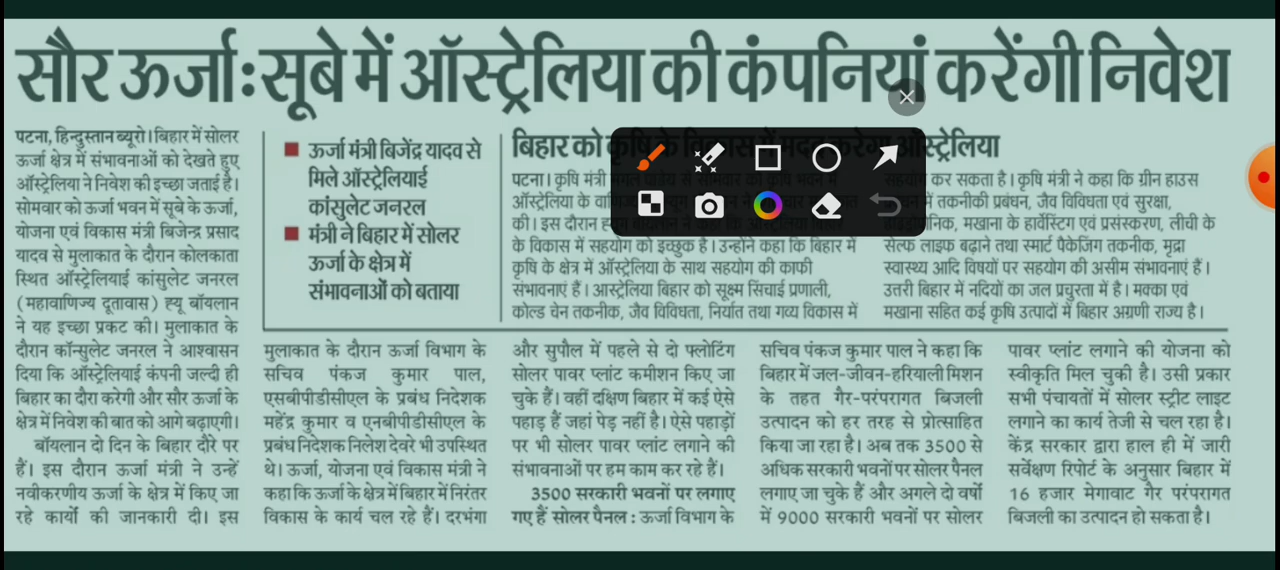 सौर ऊर्जा:सूबे में ऑस्ट्रेलिया की कंपनियां करेंगी निवेश
पटना, हिन्दुस्तान ब्यूरो। बिहार में सोलर
ऊर्जा क्षेत्र में संभावनाओं को देखते हुए
ऑस्ट्रेलिया ने निवेश की इच्छा जताई है।
सोमवार को ऊर्जा भवन में सूबे के ऊर्जा,
योजना एवं विकास मंत्री बिजेन्द्र प्रसाद
यादव से मुलाकात के दौरान कोलकाता
स्थित ऑस्ट्रेलियाई कांसुलेट जनरल
(महावाणिज्य दूतावास) ह्यू बॉयलान
ने यह इच्छा प्रकट की। मुलाकात के
दौरान कॉन्सुलेट जनरल ने आश्वासन
दिया कि ऑस्ट्रेलियाई कंपनी जल्दी ही
बिहार का दौरा करेगी और सौर ऊर्जा के
क्षेत्र में निवेश की बात को आगे बढ़ाएगी।
बॉयलान दो दिन के बिहार दौरे पर
हैं। इस दौरान ऊर्जा मंत्री ने उन्हें
नवीकरणीय ऊर्जा के क्षेत्र में किए जा
रहे कार्यों की जानकारी दी। इस
ऊर्जा मंत्री बिजेंद्र यादव से
मिले ऑस्ट्रेलियाई
कांसुलेट जनरल
मंत्री ने बिहार में सोलर
ऊर्जा के क्षेत्र में
संभावनाओं को बताया
मुलाकात के दौरान ऊर्जा विभाग के
सचिव पंकज कुमार पाल,
एसबीपीडीसीएल के प्रबंध निदेशक
महेंद्र कुमार व एनबीपीडीसीएल के
प्रबंध निदेशक निलेश देवरे भी उपस्थित
थे। ऊर्जा, योजना एवं विकास मंत्री ने
कहा कि ऊर्जा के क्षेत्र में बिहार में निरंतर
विकास के कार्य चल रहे हैं। दरभंगा
और सुपौल में पहले से दो फ्लोटिंग
सोलर पावर प्लांट कमीशन किए जा
चुके हैं। वहीं दक्षिण बिहार में कई ऐसे
पहाड़ हैं जहां पेड़ नहीं है। ऐसे पहाड़ों
पर भी सोलर पावर प्लांट लगाने की
संभावनाओं पर हम काम कर रहे हैं।
3500 सरकारी भवनों पर लगाए
गए हैं सोलर पैनल : ऊर्जा विभाग के
सचिव पंकज कुमार पाल ने कहा कि
बिहार में जल-जीवन-हरियाली मिशन
के तहत गैर-परंपरागत बिजली
उत्पादन को हर तरह से प्रोत्साहित
किया जा रहा है। अब तक 3500 से
अधिक सरकारी भवनों पर सोलर पैनल
लगाए जा चुके हैं और अगले दो वर्षों
में 9000 सरकारी भवनों पर सोलर
पावर प्लांट लगाने की योजना को
स्वीकृति मिल चुकी है। उसी प्रकार
सभी पंचायतों में सोलर स्ट्रीट लाइट
लगाने का कार्य तेजी से चल रहा है।
केंद्र सरकार द्वारा हाल ही में जारी
सर्वेक्षण रिपोर्ट के अनुसार बिहार में
16 हजार मेगावाट गैर परंपरागत
बिजली का उत्पादन हो सकता है।
बिहार को कृषि के विकास में मदद करेगा ऑस्ट्रेलिया
पटना। कृषि मंत्री
ऑस्ट्रेलिया के
की। इस दौरान
के विकास में सहयोग को इच्छुक है। उन्होंने कहा कि बिहार में
कृषि के क्षेत्र में ऑस्ट्रेलिया के साथ सहयोग की काफी
संभावनाएं हैं। आस्ट्रेलिया बिहार को सूक्ष्म सिंचाई प्रणाली,
कोल्ड चेन तकनीक, जैव विविधता, निर्यात तथा गव्य विकास में
सहयोग कर सकता है। कृषि मंत्री ने कहा कि ग्रीन हाउस
में तकनीकी प्रबंधन, जैव विविधता एवं सुरक्षा,
मखाना के हार्वेस्टिंग एवं प्रसंस्करण, लीची के
सेल्फ लाइफ बढ़ाने तथा स्मार्ट पैकेजिंग तकनीक, मृद्रा
स्वास्थ्य आदि विषयों पर सहयोग की असीम संभावनाएं हैं।
उतरी बिहार में नदियों का जल प्रचुरता में है। मक्का एवं
मखाना सहित कई कृषि उत्पादों में बिहार अग्रणी राज्य है।